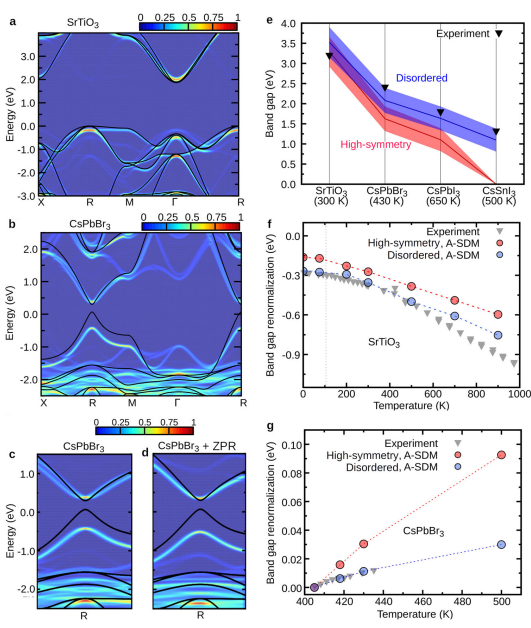 a SrTiO3 0 0.25 0.5 0.75 1
Energy (eV)
3.0
2.0
1.0
0.0
-1.0
-2.0
-3.0
X R M Γ R
b CsPbBr3 0 0.25 0.5 0.75 1
Energy (eV)
2.0
1.0
0.0
-1.0
-2.0
X R M Γ R
0 0.25 0.5 0.75 1
c CsPbBr3
d CsPbBr3 + ZPR
Energy (eV)
1.0
0.0
-1.0
-2.0
R R
e
Band gap (eV)
4.0
3.5
3.0
2.5
2.0
1.5
1.0
0.5
0.0
Experiment
Disordered
High-symmetry
SrTiO3 CsPbBr3 CsPbI3 CsSnI3
(300 K) (430 K) (650 K) (500 K)
f
Band gap renormalization (eV)
0.0
-0.3
-0.6
-0.9
Experiment
High-symmetry, A-SDM
Disordered, A-SDM
SrTiO3
0 200 400 600 800 1000
Temperature (K)
g
Band gap renormalization (eV)
0.10
0.08
0.06
0.04
0.02
0.00
Experiment
High-symmetry, A-SDM
Disordered, A-SDM
CsPbBr3
400 420 440 460 480 500
Temperature (K)